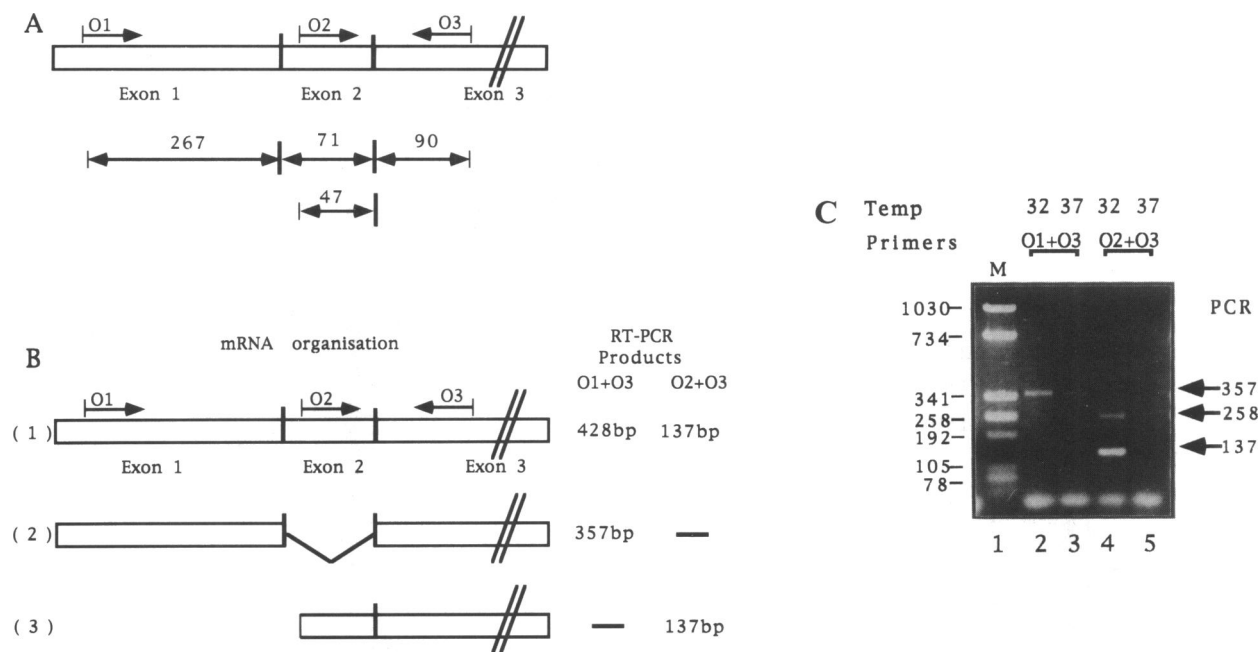 A
O1 O2 O3
Exon 1 Exon 2 Exon 3
267 71 90
47
B
mRNA organisation
RT-PCR
Products
O1+O3 O2+O3
O1 O2 O3
(1) 428bp 137bp
Exon 1 Exon 2 Exon 3
(2) 357bp —
(3) — 137bp
C
Temp 32 37 32 37
Primers O1+O3 O2+O3
M
PCR
1030
734
341
258
192
105
78
357
258
137
1 2 3 4 5